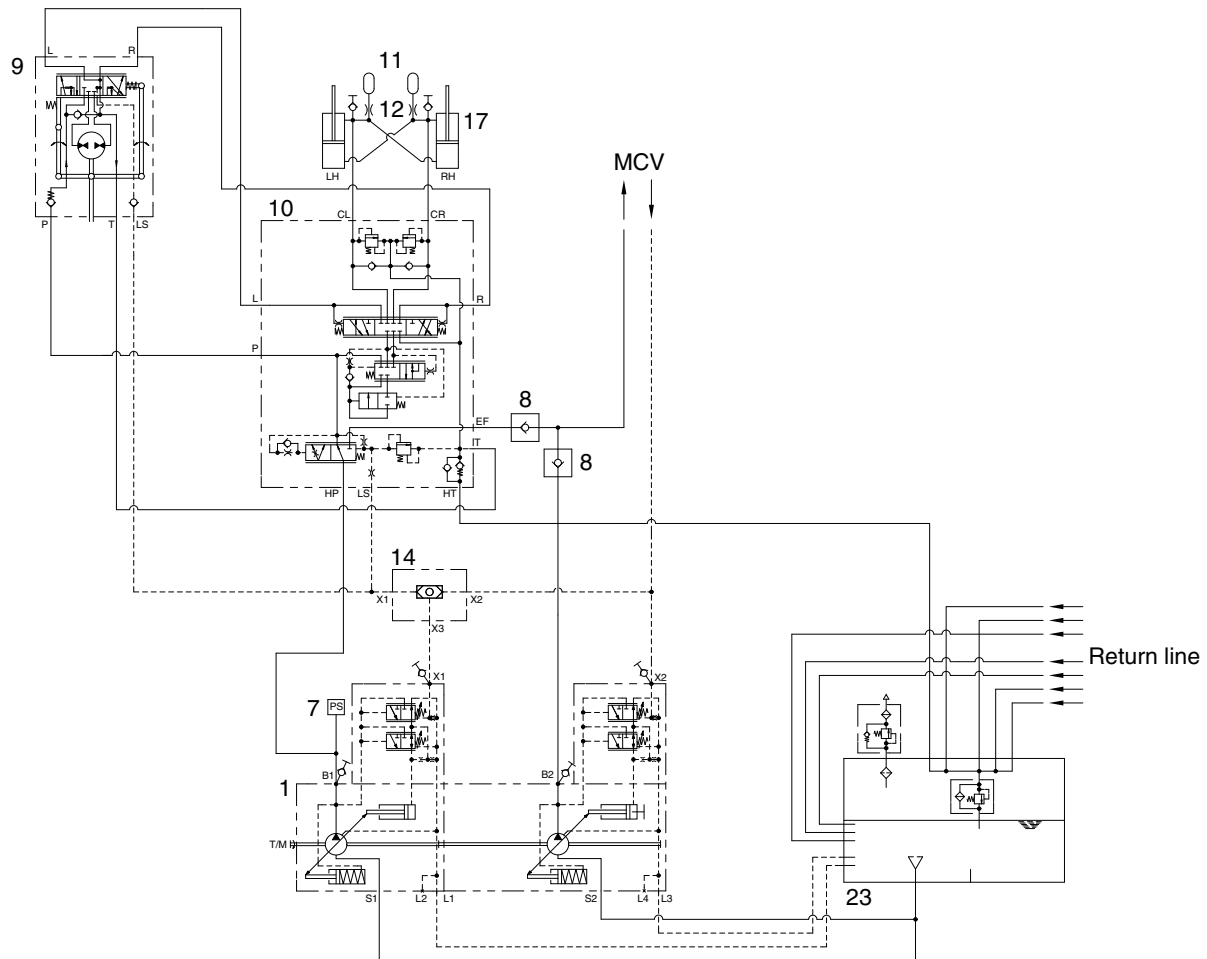 L R
9
11
12
17
LH RH
MCV
P T LS
10
CL CR
L R
P
8
EF
IT
8
HP LS HT
14
X1 X2
X3
Return line
X1 X2
7 PS
B1 B2
1
T/M
S1 L2 L1 S2 L4 L3
23